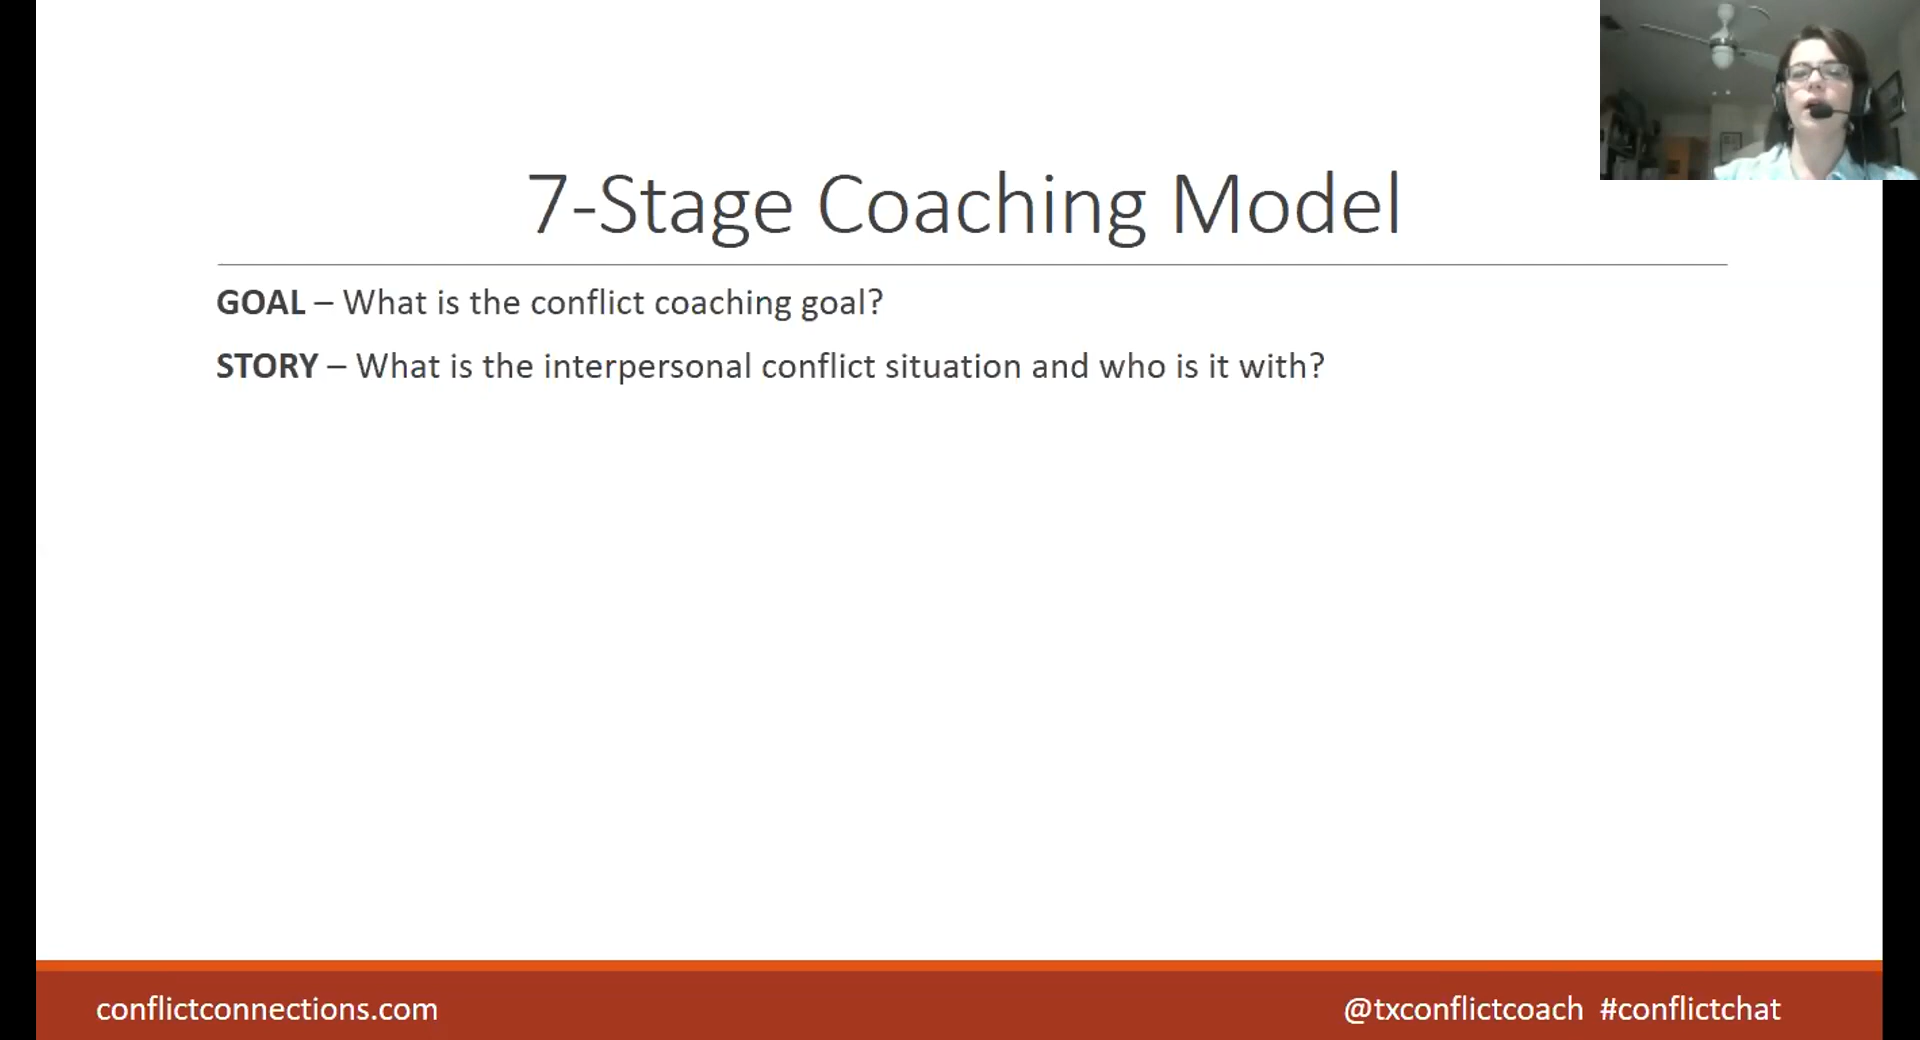 7-Stage Coaching Model
GOAL – What is the conflict coaching goal?
STORY – What is the interpersonal conflict situation and who is it with?
conflictconnections.com
@txconflictcoach #conflictchat